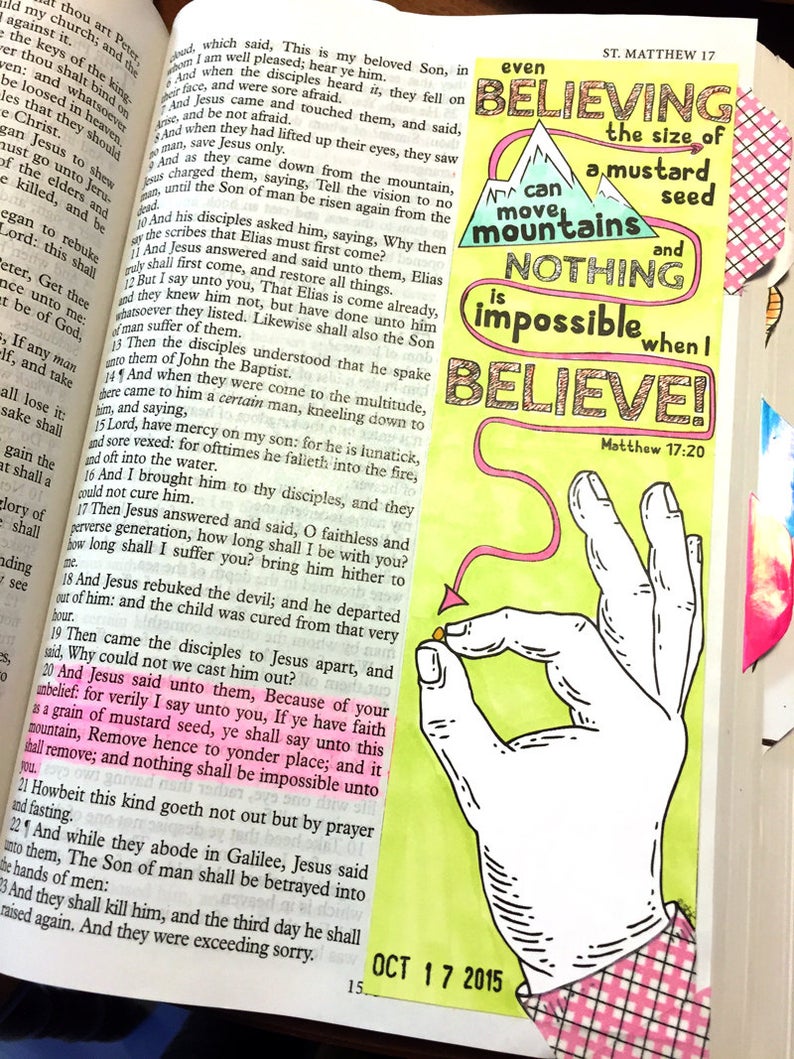 hat thou art Peter,
ild my church; and the
against it.
e the keys of the king-
ven: and whatsoever
er thou shalt bind
be loosed in heaven.
les that they should
e Christ.
gan Jesus to shew
must go unto Jeru-
of the elders and
e killed, and be
egan to rebuke
Lord: this shall
Peter, Get thee
nce unto me:
t be of God,
s, If any man
elf, and take
all lose it:
sake shall
gain the
at shall a
glory of
e shall
nding
y see
ST. MATTHEW 17
cloud, which said, This is my beloved Son, in
whom I am well pleased; hear ye him.
6 And when the disciples heard it, they fell on
their face, and were sore afraid.
7 And Jesus came and touched them, and said,
Arise, and be not afraid.
8 And when they had lifted up their eyes, they saw
no man, save Jesus only.
9 And as they came down from the mountain,
Jesus charged them, saying, Tell the vision to no
man, until the Son of man be risen again from the
dead.
10 And his disciples asked him, saying, Why then
say the scribes that Elias must first come?
11 And Jesus answered and said unto them, Elias
truly shall first come, and restore all things.
12 But I say unto you, That Elias is come already,
and they knew him not, but have done unto him
whatsoever they listed. Likewise shall also the Son
of man suffer of them.
13 Then the disciples understood that he spake
unto them of John the Baptist.
14 ¶ And when they were come to the multitude,
there came to him a certain man, kneeling down to
him, and saying,
15 Lord, have mercy on my son: for he is lunatick,
and sore vexed: for ofttimes he falleth into the fire,
and oft into the water.
16 And I brought him to thy disciples, and they
could not cure him.
17 Then Jesus answered and said, O faithless and
perverse generation, how long shall I be with you?
how long shall I suffer you? bring him hither to
me.
18 And Jesus rebuked the devil; and he departed
out of him: and the child was cured from that very
hour.
19 Then came the disciples to Jesus apart, and
said, Why could not we cast him out?
20 And Jesus said unto them, Because of your
unbelief: for verily I say unto you, If ye have faith
as a grain of mustard seed, ye shall say unto this
mountain, Remove hence to yonder place; and it
shall remove; and nothing shall be impossible unto
you.
21 Howbeit this kind goeth not out but by prayer
and fasting.
22 ¶ And while they abode in Galilee, Jesus said
unto them, The Son of man shall be betrayed into
the hands of men:
23 And they shall kill him, and the third day he shall
raised again. And they were exceeding sorry.
15
even
BELIEVING
the size of
a mustard
seed
can
move
mountains
and
NOTHING
is
impossible
when I
BELIEVE!
Matthew 17:20
OCT 17 2015